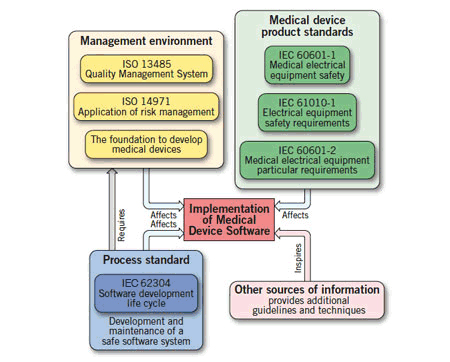 Management environment
ISO 13485
Quality Management System
ISO 14971
Application of risk management
The foundation to develop
medical devices
Medical device
product standards
IEC 60601-1
Medical electrical
equipment safety
IEC 61010-1
Electrical equipment
safety requirements
IEC 60601-2
Medical electrical equipment
particular requirements
Requires
Affects
Affects
Implementation
of Medical
Device Software
Affects
Inspires
Process standard
IEC 62304
Software development
life cycle
Development and
maintenance of a
safe software system
Other sources of information
provides additional
guidelines and techniques